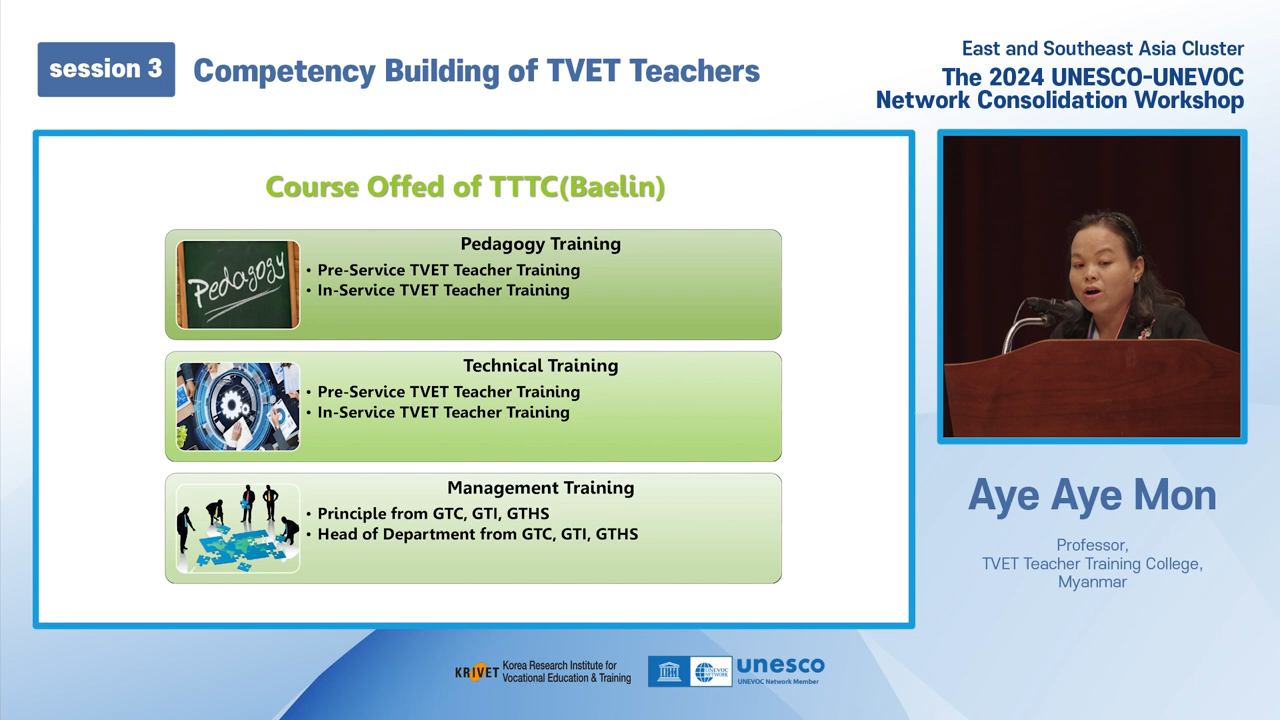 session 3
Competency Building of TVET Teachers
East and Southeast Asia Cluster
The 2024 UNESCO-UNEVOC
Network Consolidation Workshop
Course Offed of TTTC(Baelin)
Pedagogy
Pedagogy Training
• Pre-Service TVET Teacher Training
• In-Service TVET Teacher Training
Technical Training
• Pre-Service TVET Teacher Training
• In-Service TVET Teacher Training
Management Training
• Principle from GTC, GTI, GTHS
• Head of Department from GTC, GTI, GTHS
Aye Aye Mon
Professor,
TVET Teacher Training College,
Myanmar
KRIVET
Korea Research Institute for
Vocational Education & Training
UNEVOC
NETWORK
unesco
UNEVOC Network Member